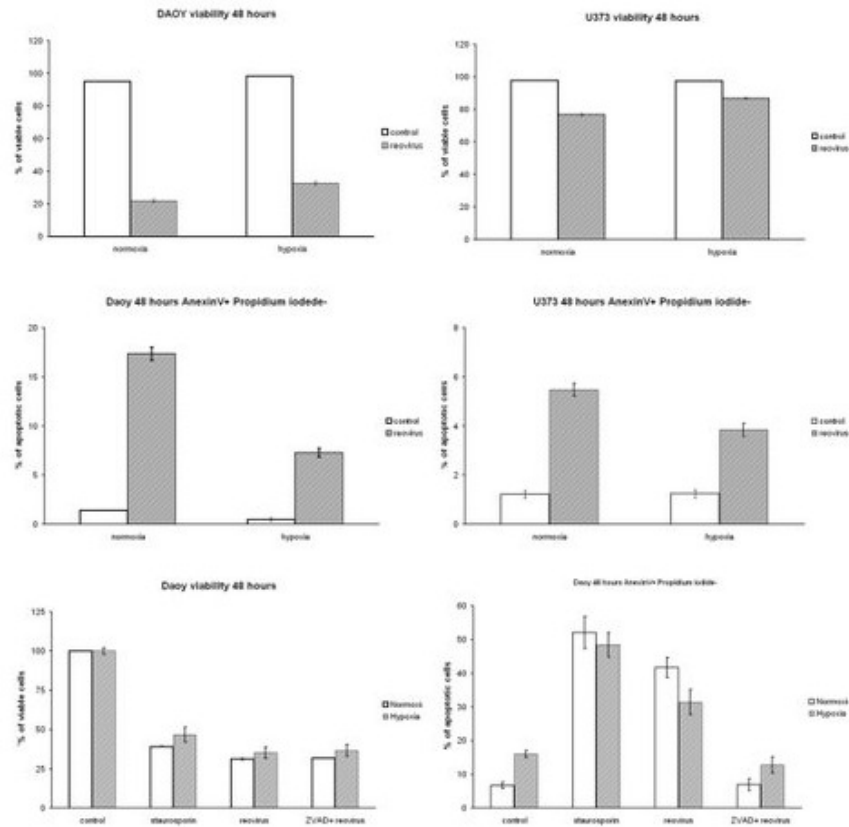 DAOY viability 48 hours
% of viable cells
120
100
80
60
40
20
0
normoxia
hypoxia
control
reovirus
U373 viability 48 hours
% of viable cells
120
100
80
60
40
20
0
normoxia
hypoxia
control
reovirus
Daoy 48 hours AnexinV+ Propidium iodede-
% of apoptotic cells
20
15
10
5
0
normoxia
hypoxia
control
reovirus
U373 48 hours AnexinV+ Propidium iodide-
% of apoptotic cells
8
6
4
2
0
normoxia
hypoxia
control
reovirus
Daoy viability 48 hours
% of viable cells
125
100
75
50
25
0
control
staurosporin
reovirus
ZVAD+ reovirus
Normoxi
Hypoxia
Daoy 48 hours AnexinV+ Propidium iodide-
% of apoptotic cells
60
50
40
30
20
10
0
control
staurosporin
reovirus
ZVAD+ reovirus
Normoxi
Hypoxia